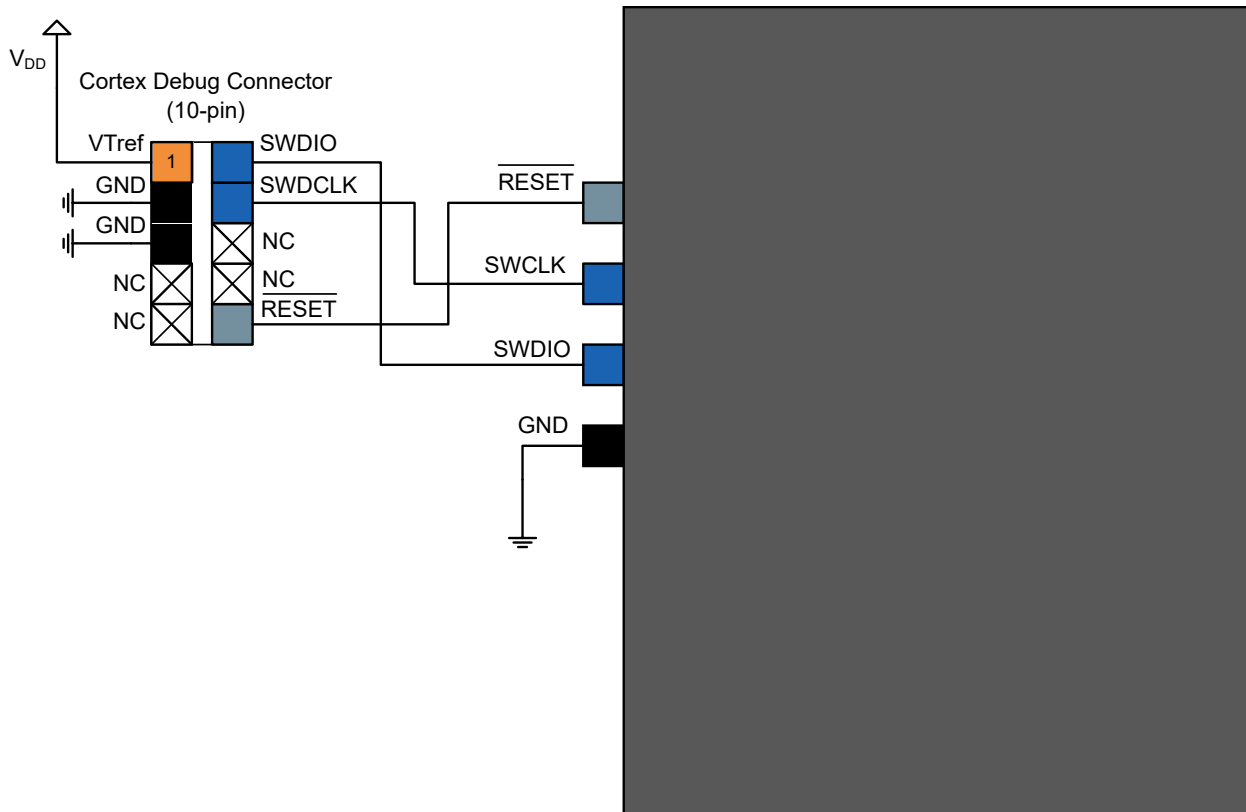 VDD
Cortex Debug Connector
(10-pin)
VTref
1
SWDIO
GND
SWDCLK
GND
NC
NC
NC
NC
RESET
RESET
SWCLK
SWDIO
GND